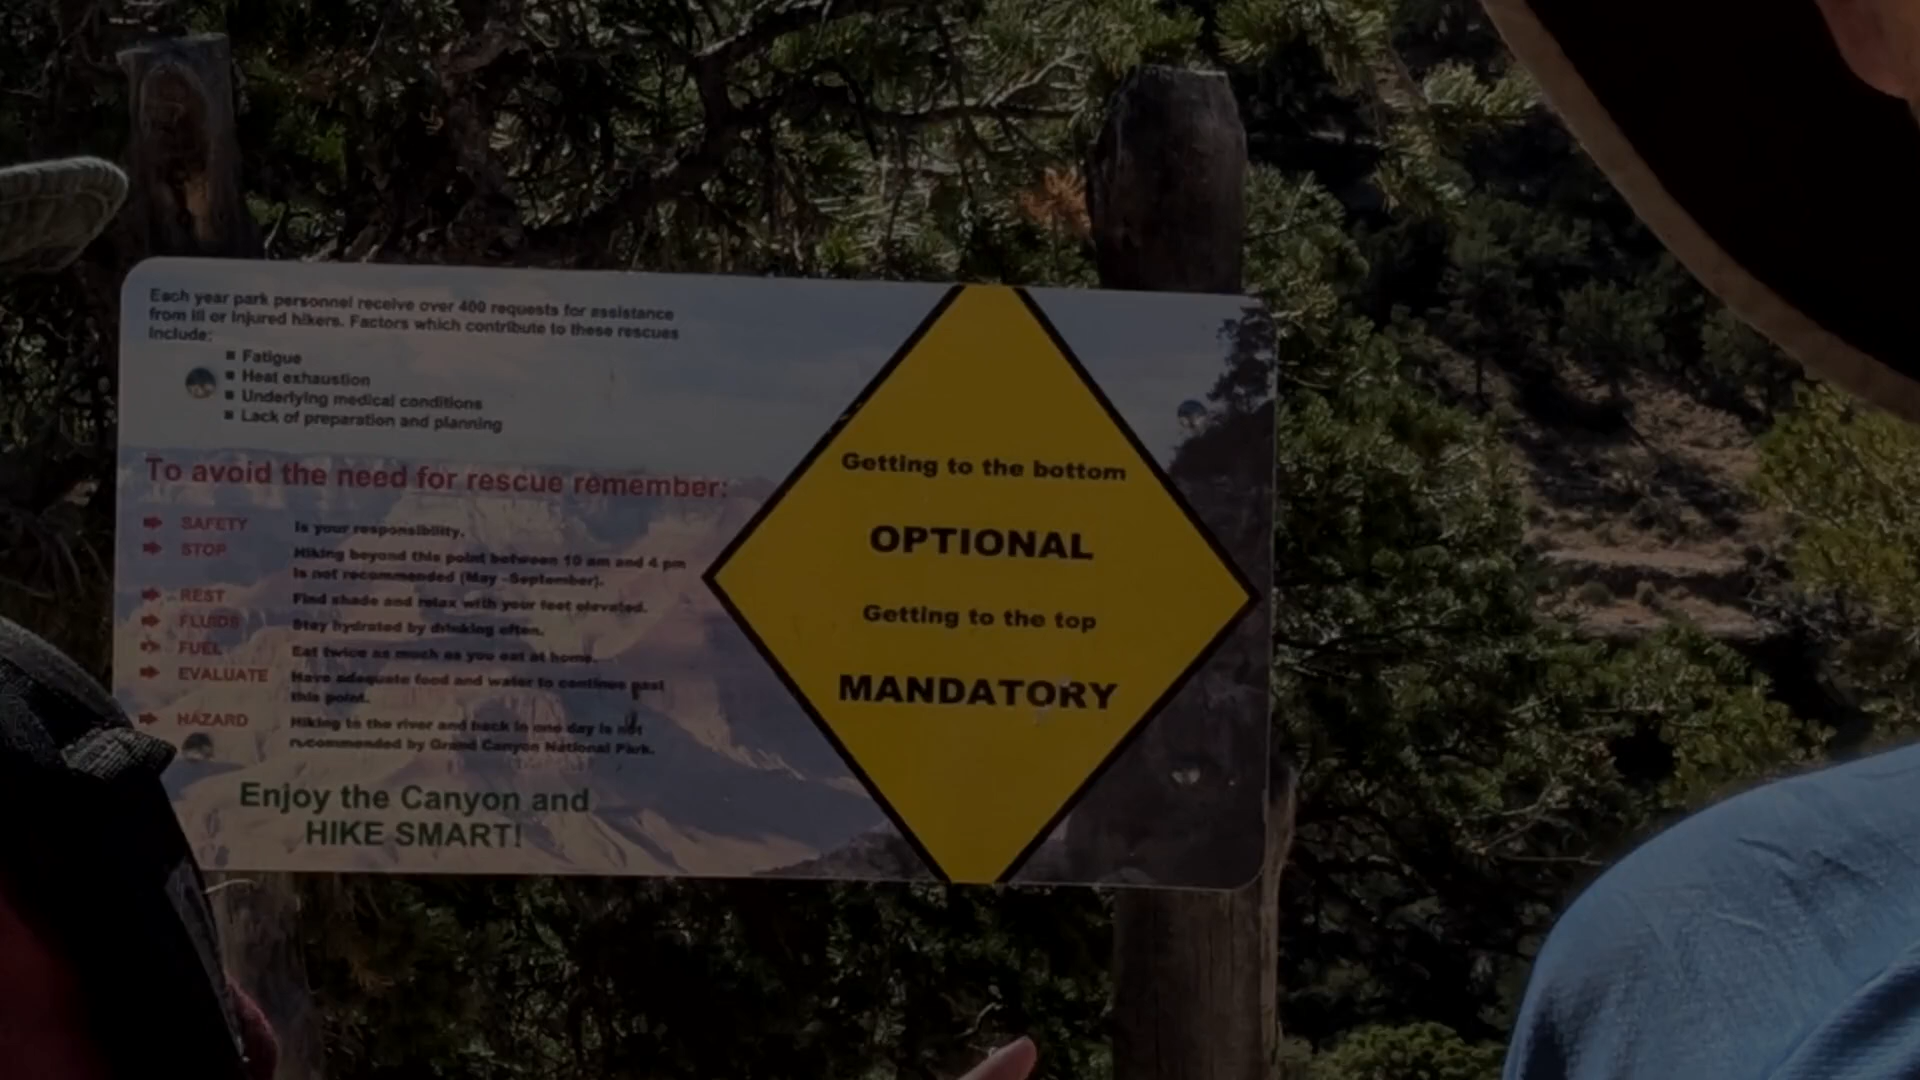 Each year park personnel receive over 400 requests for assistance
from ill or injured hikers. Factors which contribute to these rescues
include:
■ Fatigue
■ Heat exhaustion
■ Underlying medical conditions
■ Lack of preparation and planning
To avoid the need for rescue remember:
SAFETY Is your responsibility.
STOP Hiking beyond this point between 10 am and 4 pm
is not recommended (May -September).
REST Find shade and relax with your feet elevated.
FLUIDS Stay hydrated by drinking often.
FUEL Eat twice as much as you eat at home.
EVALUATE Have adequate food and water to continue past
this point.
HAZARD Hiking to the river and back in one day is not
recommended by Grand Canyon National Park.
Enjoy the Canyon and
HIKE SMART!
Getting to the bottom
OPTIONAL
Getting to the top
MANDATORY